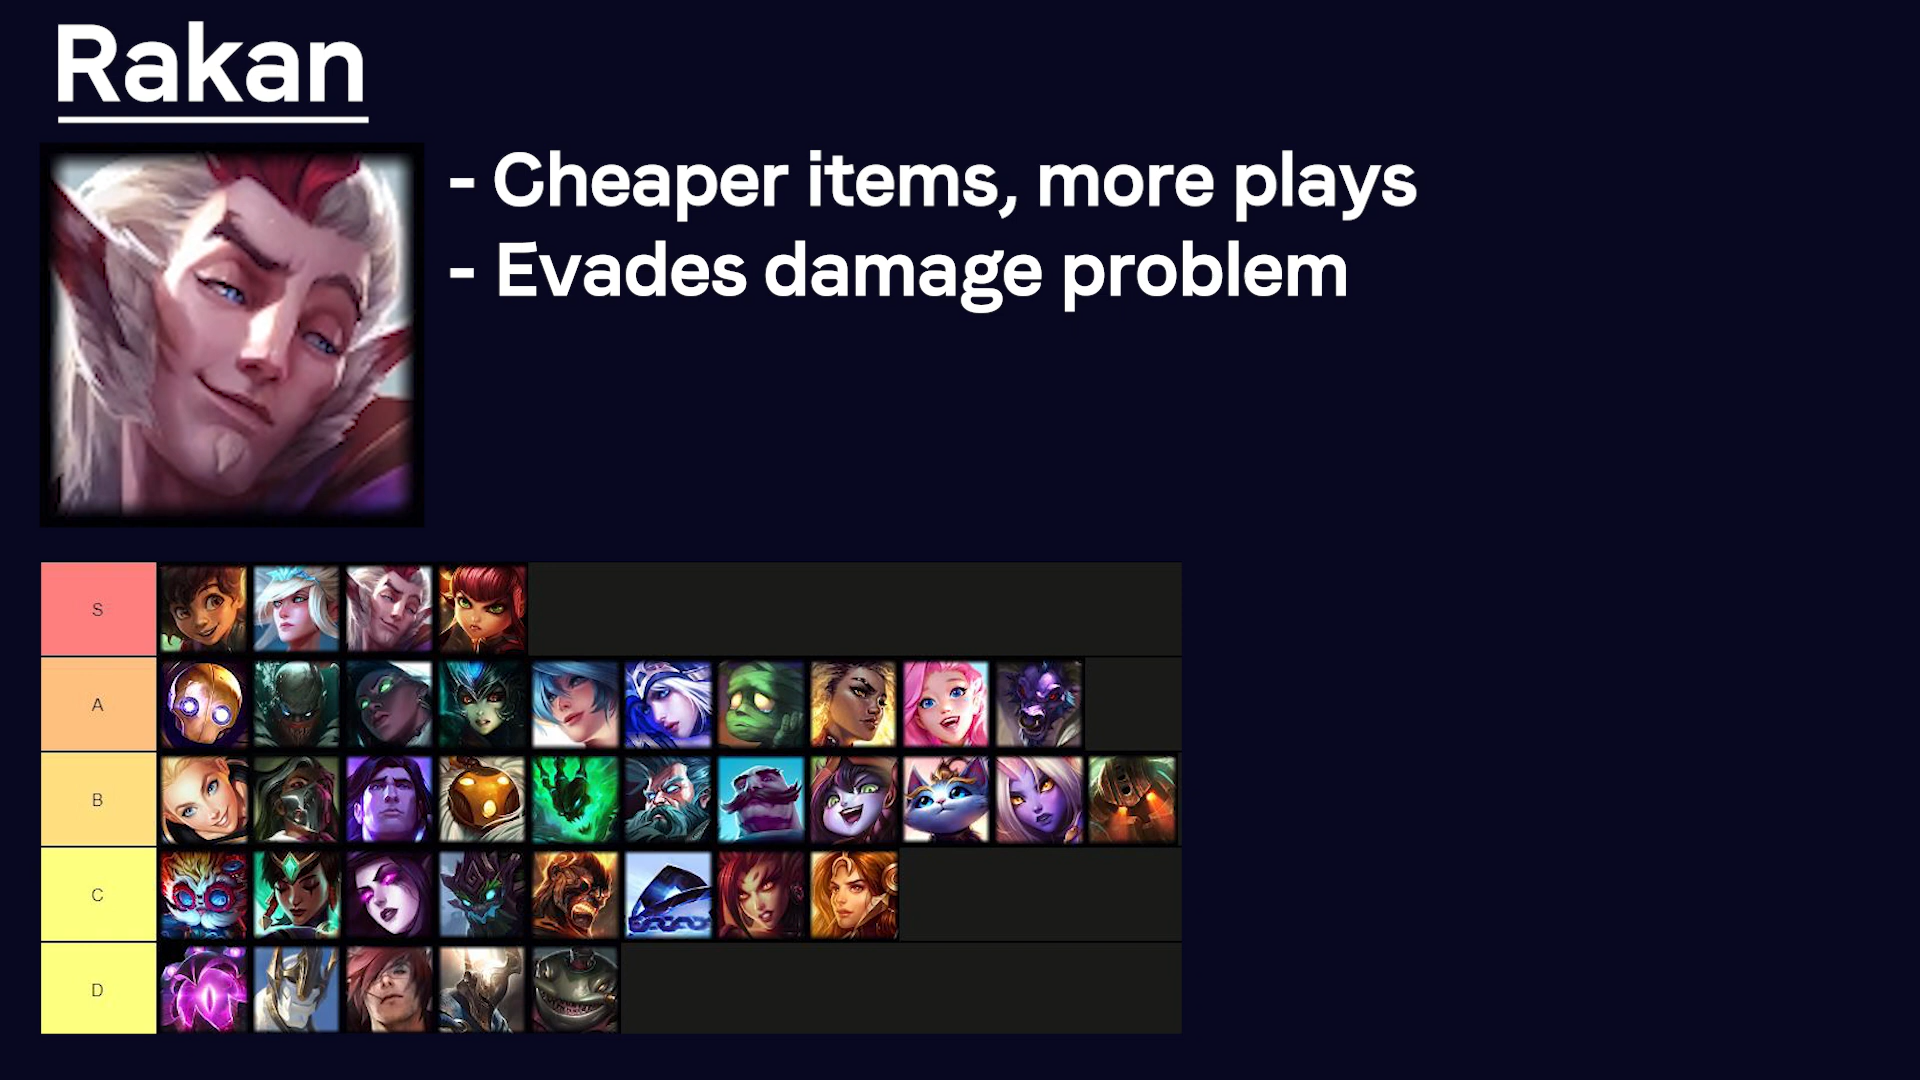 Rakan
- Cheaper items, more plays
- Evades damage problem
S
A
B
C
D